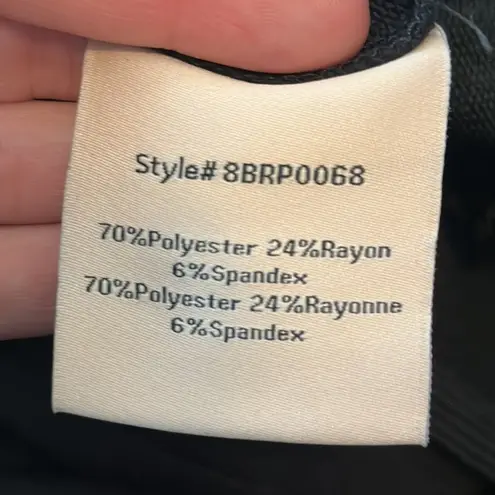 Style# 8BRP0068
70%Polyester 24%Rayon
6%Spandex
70%Polyester 24%Rayonne
6%Spandex